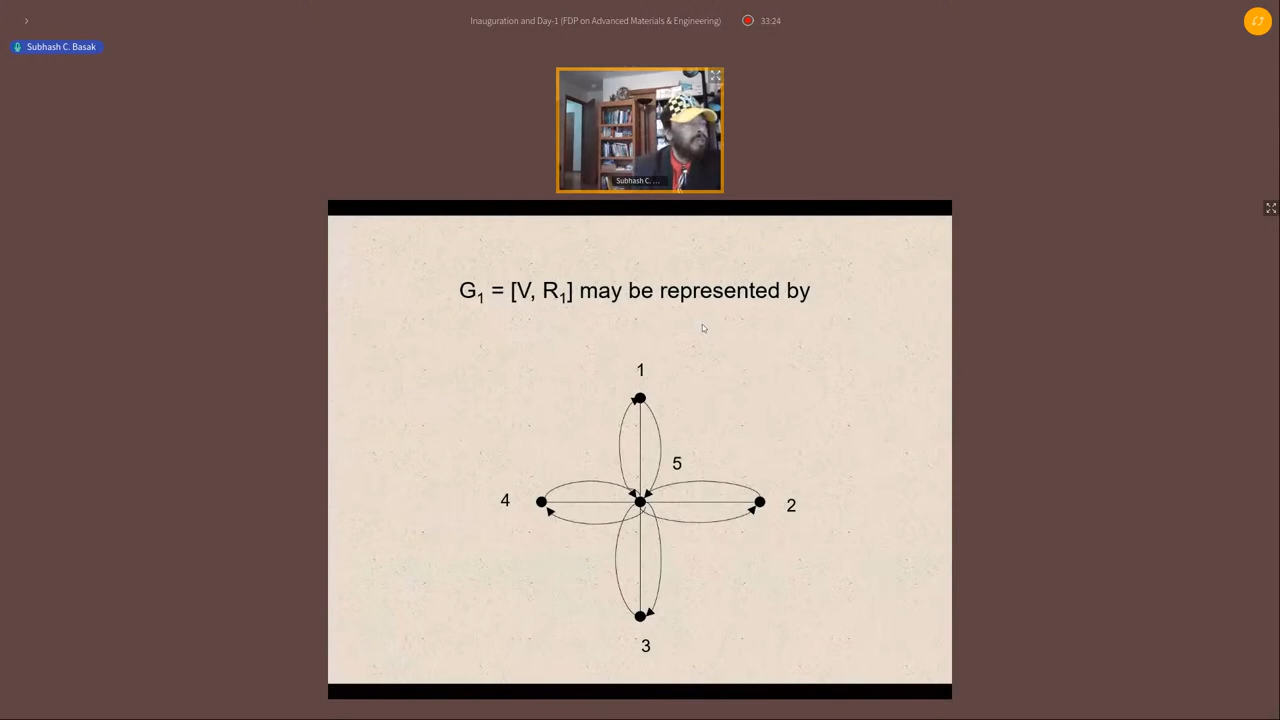 Inauguration and Day-1 (FDP on Advanced Materials & Engineering) 33:24
Subhash C. Basak
Subhash C. ...
G₁ = [V, R₁] may be represented by
1
5
4
2
3